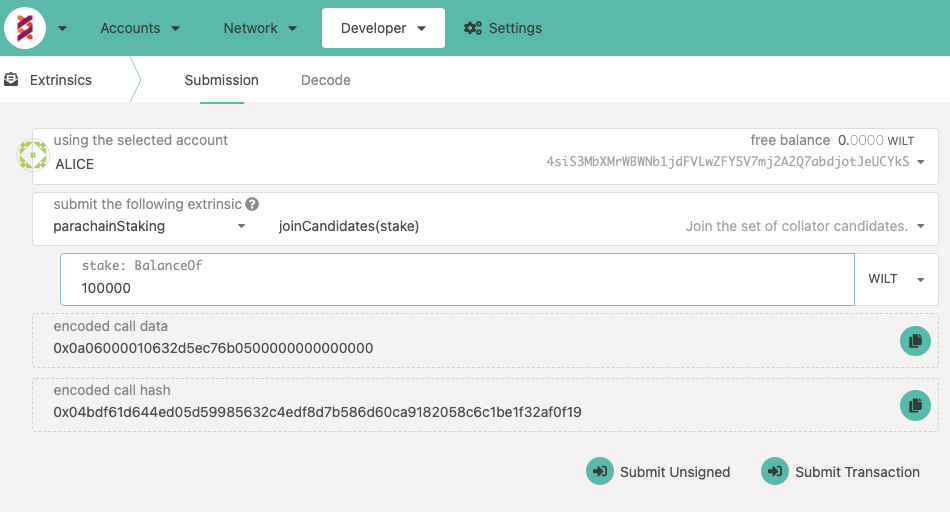 Accounts Network Developer Settings
Extrinsics Submission Decode
using the selected account free balance 0.0000 WILT
ALICE 4siS3MbXMrWBWNb1jdFVLwZFY5V7mj2A2Q7abdjotJeUCYkS
submit the following extrinsic ?
parachainStaking joinCandidates(stake) Join the set of collator candidates.
stake: BalanceOf
100000 WILT
encoded call data
0x0a06000010632d5ec76b0500000000000000
encoded call hash
0x04bdf61d644ed05d59985632c4edf8d7b586d60ca9182058c6c1be1f32af0f19
Submit Unsigned Submit Transaction